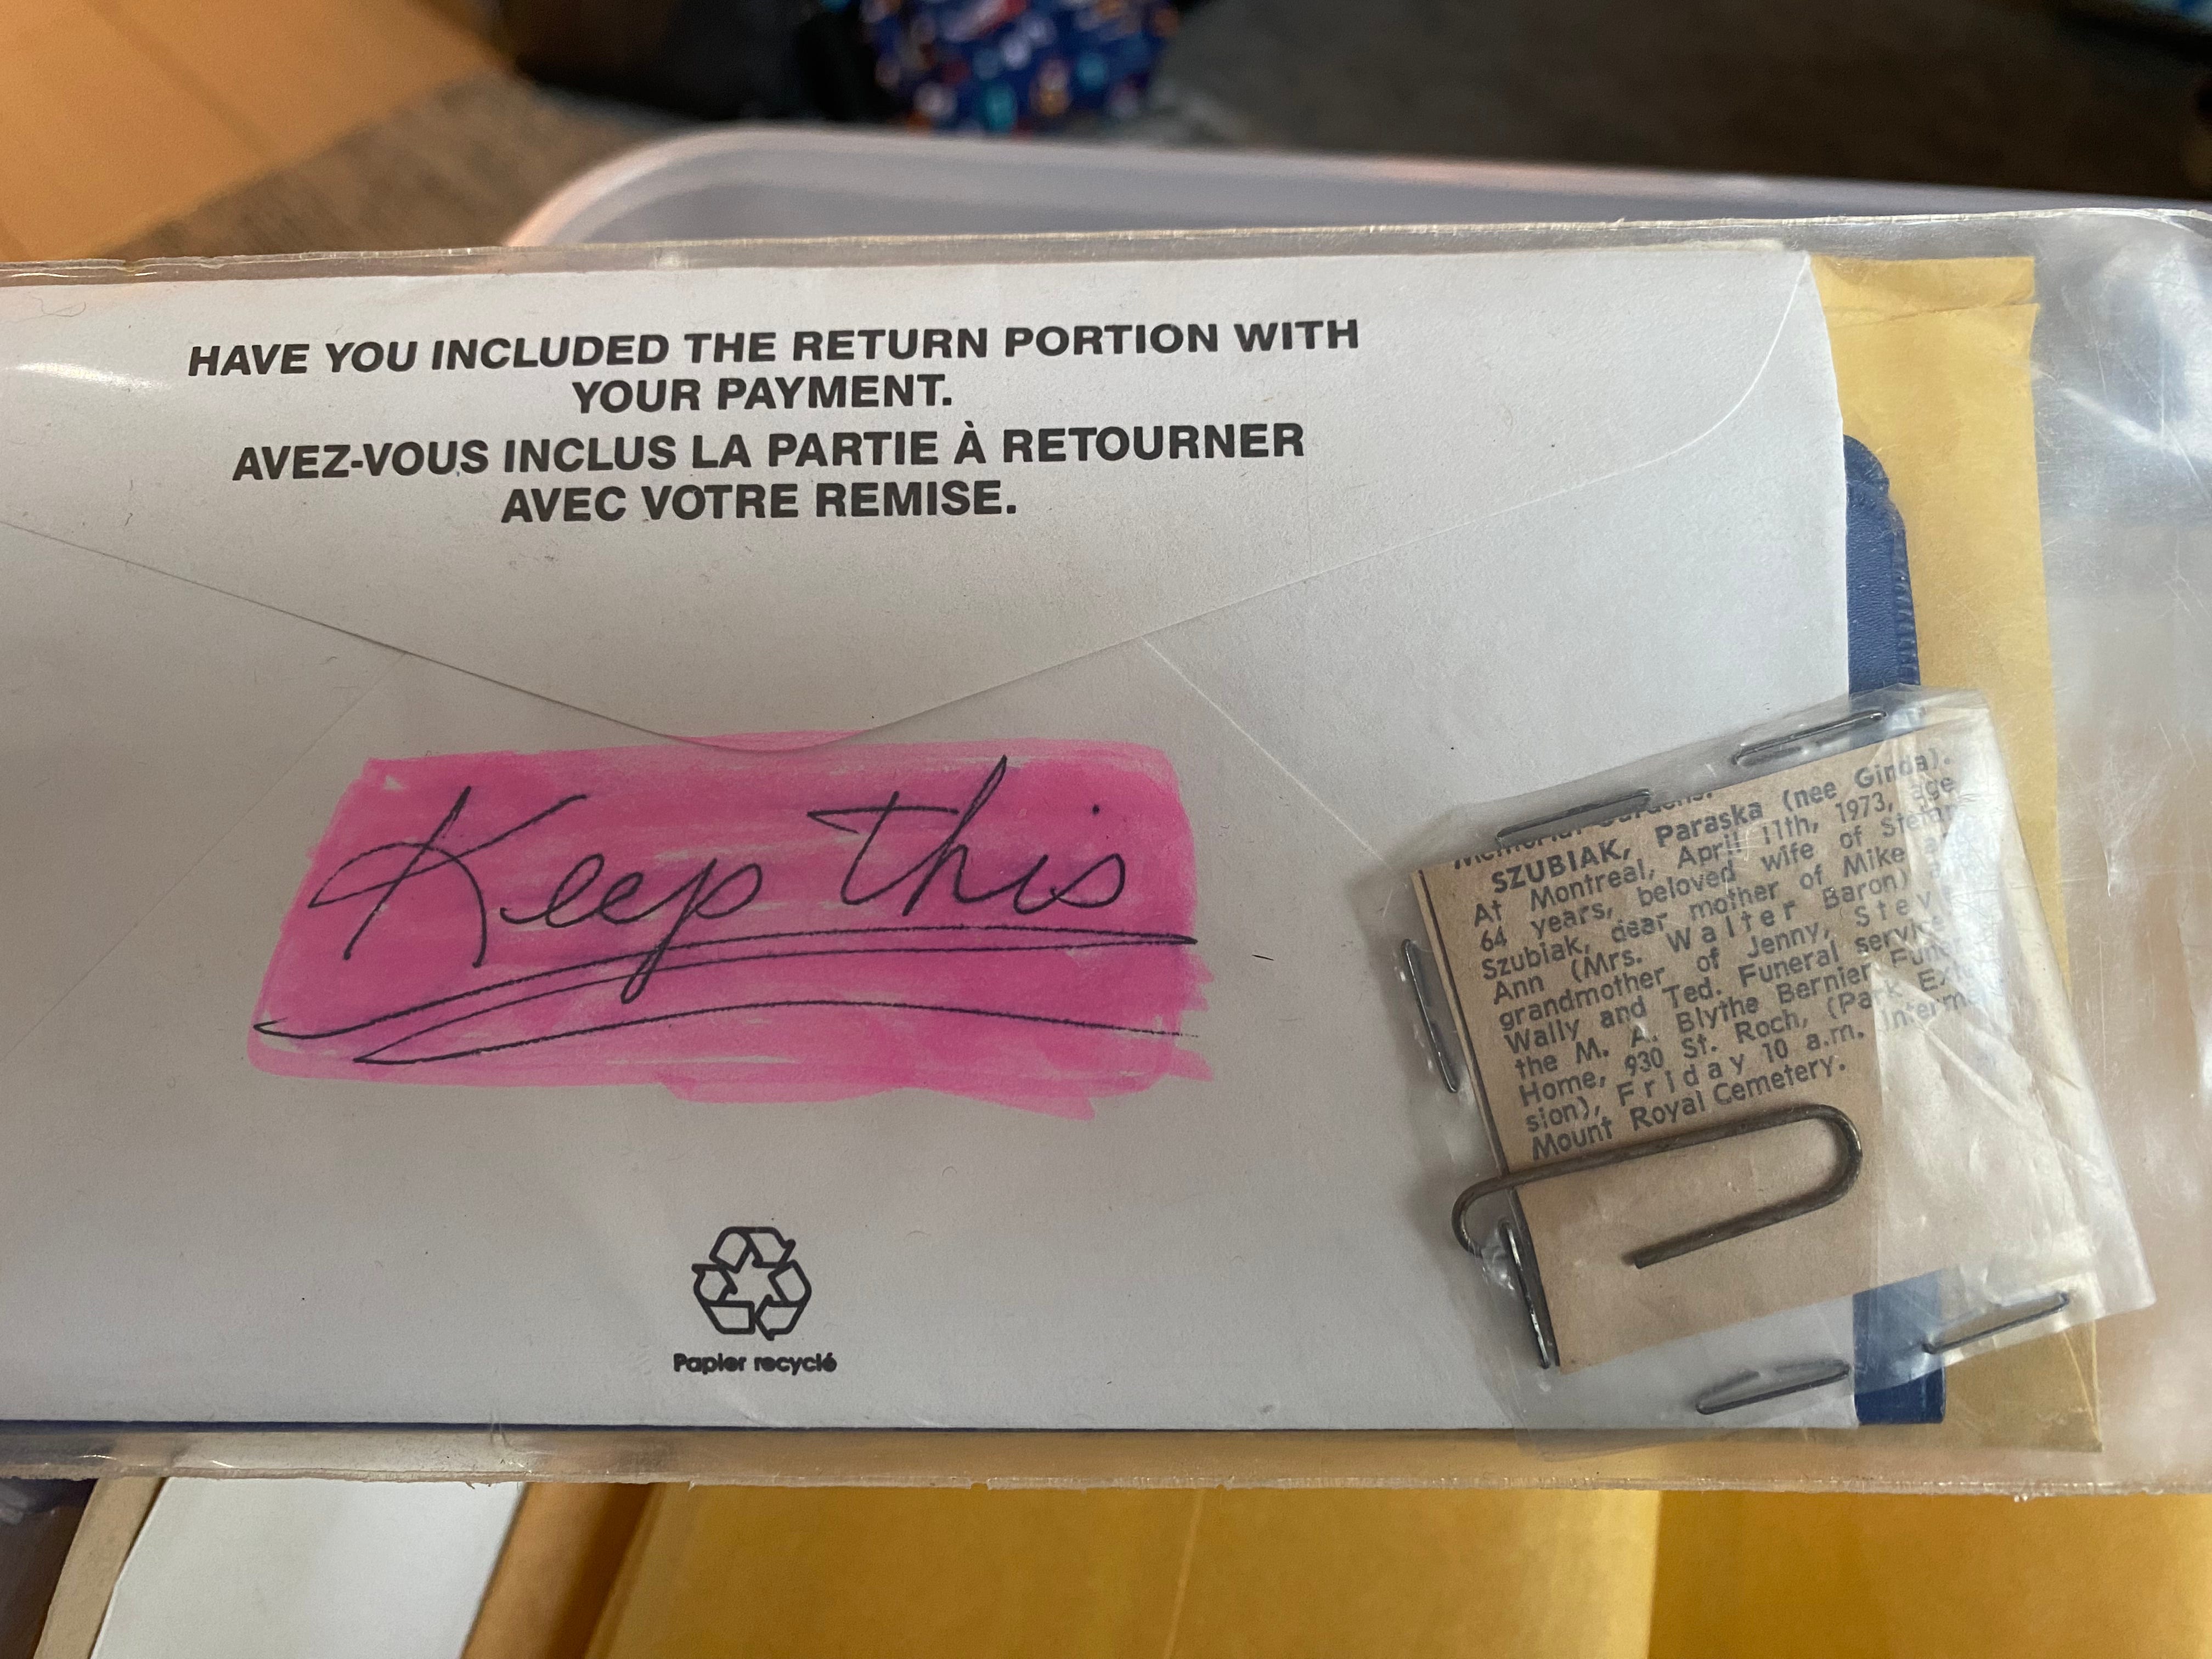 HAVE YOU INCLUDED THE RETURN PORTION WITH
YOUR PAYMENT.
AVEZ-VOUS INCLUS LA PARTIE À RETOURNER
AVEC VOTRE REMISE.
Keep this
Papier recyclé
SZUBIAK, Paraska (nee Ginda).
At Montreal, April 11th, 1973, age
64 years, beloved wife of Stefan
Szubiak, dear mother of Mike
Ann (Mrs. Walter Baron)
grandmother of Jenny,
Wally and Ted. Funeral
the M. A. Blythe Bernier
Home, 930 St. Roch, (Park
sion), Friday 10 a.m.
Mount Royal Cemetery.